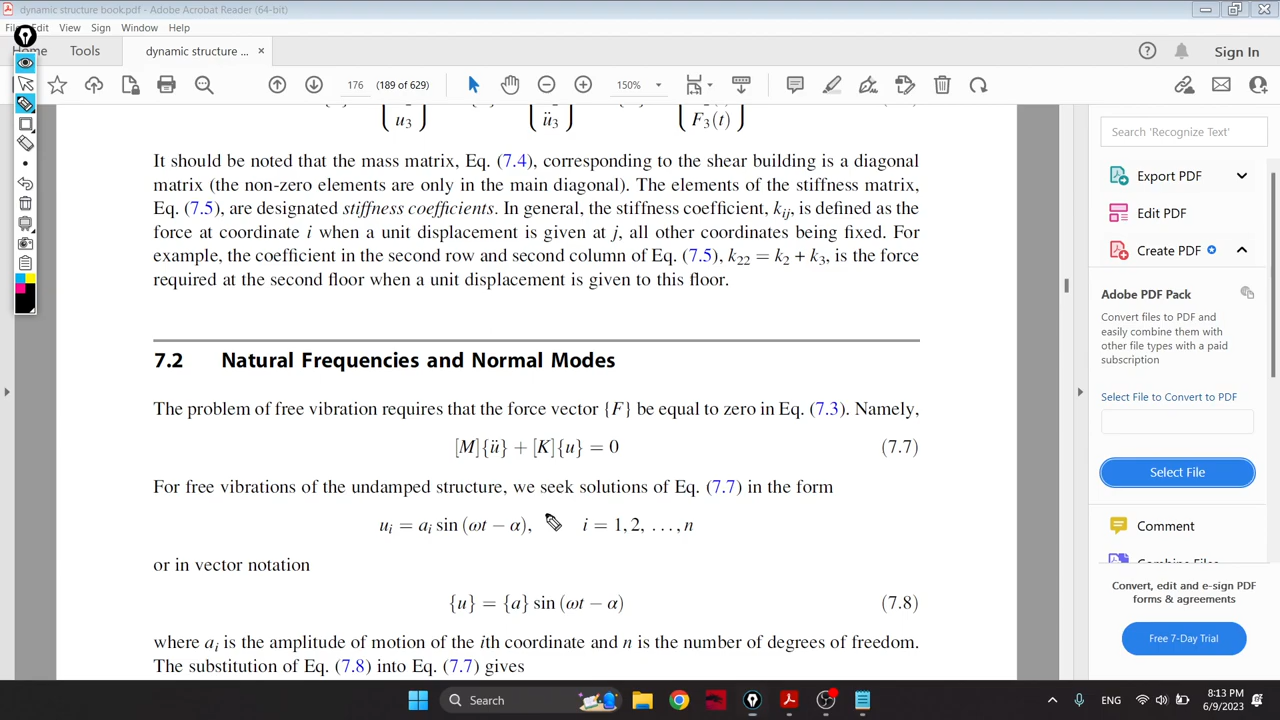 dynamic structure book.pdf - Adobe Acrobat Reader (64-bit)
File Edit View Sign Window Help
Home Tools dynamic structure ... × Sign In
176 (189 of 629) 150%
u3 ü3 F3(t)
It should be noted that the mass matrix, Eq. (7.4), corresponding to the shear building is a diagonal
matrix (the non-zero elements are only in the main diagonal). The elements of the stiffness matrix,
Eq. (7.5), are designated stiffness coefficients. In general, the stiffness coefficient, kij, is defined as the
force at coordinate i when a unit displacement is given at j, all other coordinates being fixed. For
example, the coefficient in the second row and second column of Eq. (7.5), k22 = k2 + k3, is the force
required at the second floor when a unit displacement is given to this floor.
7.2 Natural Frequencies and Normal Modes
The problem of free vibration requires that the force vector {F} be equal to zero in Eq. (7.3). Namely,
[M]{ü} + [K]{u} = 0 (7.7)
For free vibrations of the undamped structure, we seek solutions of Eq. (7.7) in the form
ui = ai sin (ωt − α), i = 1, 2, ..., n
or in vector notation
{u} = {a} sin (ωt − α) (7.8)
where ai is the amplitude of motion of the ith coordinate and n is the number of degrees of freedom.
The substitution of Eq. (7.8) into Eq. (7.7) gives
Search 'Recognize Text'
Export PDF
Edit PDF
Create PDF
Adobe PDF Pack
Convert files to PDF and
easily combine them with
other file types with a paid
subscription
Select File to Convert to PDF
Select File
Comment
Combine Files
Convert, edit and e-sign PDF
forms & agreements
Free 7-Day Trial
Search
ENG
8:13 PM
6/9/2023